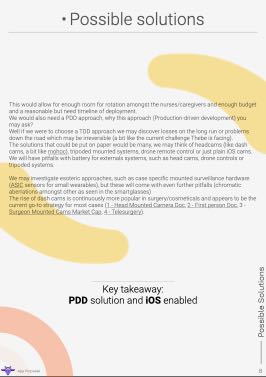 • Possible solutions
This would allow for enough room for rotation amongst the nurses/caregivers and enough budget
and a reasonable but need timeline of deployment.
We would also need a PDD approach, why this approach (Production-driven development) you
may ask?
Well if we were to choose a TDD approach we may discover losses on the long run or problems
down the road which may be irreversible (a bit like the current challenge Thebe is facing).
The solutions that could be put on paper would be many, we may think of headcams (like dash
cams, a bit like mohoc), tripoded mounted systems, drone remote control or just plain iOS cams.
We will have pitfalls with battery for externals systems, such as head cams, drone controls or
tripoded systems
We may investigate esoteric approaches, such as case specific mounted surveillance hardware
(ASIC sensors for small wearables), but these will come with even further pitfalls (chromatic
aberrations amongst other as seen in the smartglasses)
The rise of dash cams is continuously more popular in surgery/cosmetics and appears to be the
current go-to strategy for most cases (1 - Head Mounted Camera Doc, 2 - First person Doc, 3 -
Surgeon Mounted Cams Market Cap, 4 - Telesurgery).
Key takeaway:
PDD solution and iOS enabled
Possible Solutions
8